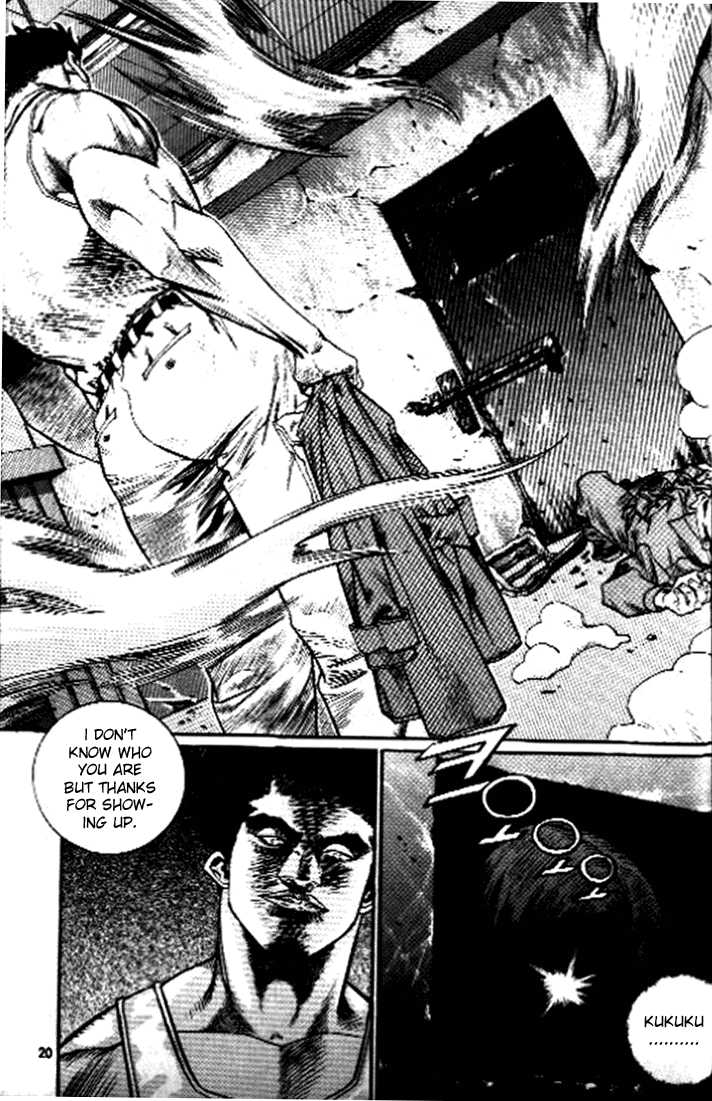 I DON'T
KNOW WHO
YOU ARE
BUT THANKS
FOR SHOW-
ING UP.
KUKUKU
..........
20